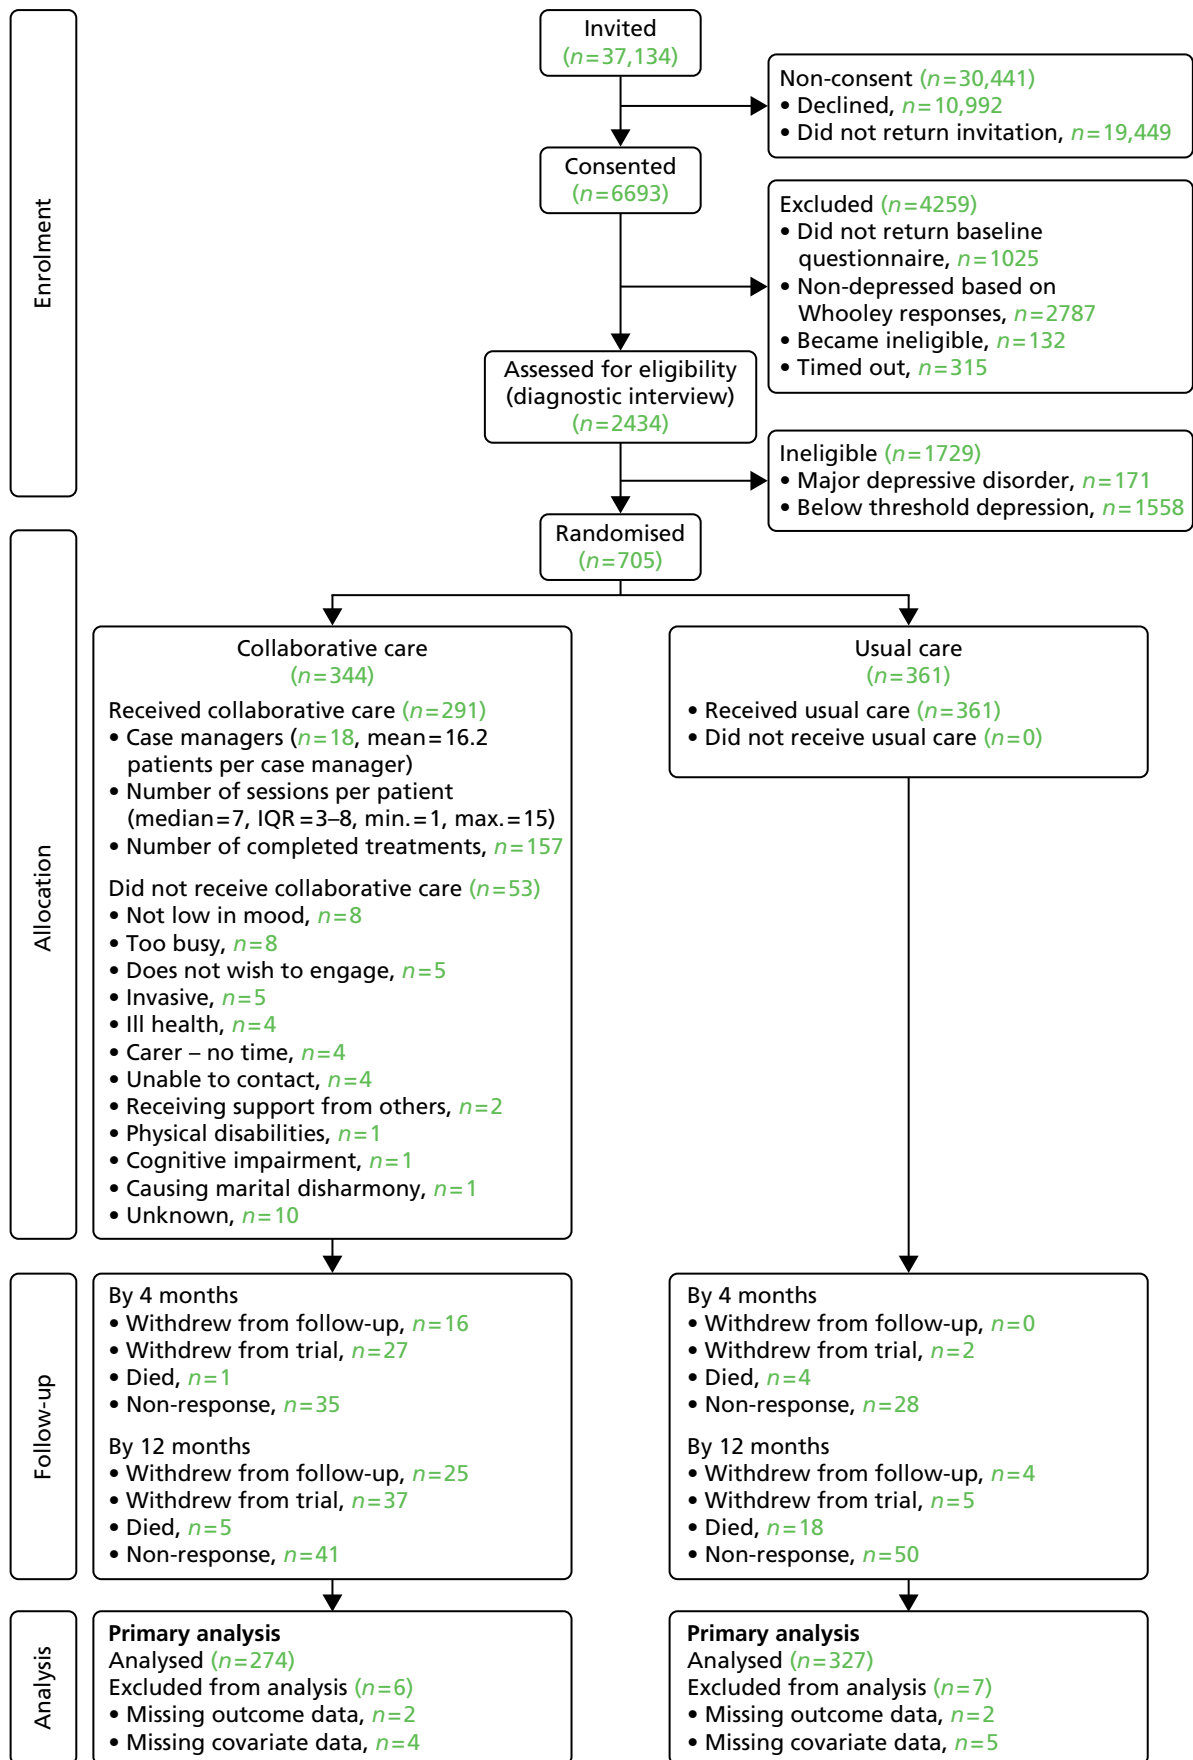 Enrolment
Invited
(n=37,134)
Non-consent (n=30,441)
• Declined, n=10,992
• Did not return invitation, n=19,449
Consented
(n=6693)
Excluded (n=4259)
• Did not return baseline
questionnaire, n=1025
• Non-depressed based on
Whooley responses, n=2787
• Became ineligible, n=132
• Timed out, n=315
Assessed for eligibility
(diagnostic interview)
(n=2434)
Ineligible (n=1729)
• Major depressive disorder, n=171
• Below threshold depression, n=1558
Randomised
(n=705)
Allocation
Collaborative care
(n=344)
Received collaborative care (n=291)
• Case managers (n=18, mean=16.2
patients per case manager)
• Number of sessions per patient
(median=7, IQR=3–8, min.=1, max.=15)
• Number of completed treatments, n=157
Did not receive collaborative care (n=53)
• Not low in mood, n=8
• Too busy, n=8
• Does not wish to engage, n=5
• Invasive, n=5
• Ill health, n=4
• Carer – no time, n=4
• Unable to contact, n=4
• Receiving support from others, n=2
• Physical disabilities, n=1
• Cognitive impairment, n=1
• Causing marital disharmony, n=1
• Unknown, n=10
Usual care
(n=361)
• Received usual care (n=361)
• Did not receive usual care (n=0)
Follow-up
By 4 months
• Withdrew from follow-up, n=16
• Withdrew from trial, n=27
• Died, n=1
• Non-response, n=35
By 12 months
• Withdrew from follow-up, n=25
• Withdrew from trial, n=37
• Died, n=5
• Non-response, n=41
By 4 months
• Withdrew from follow-up, n=0
• Withdrew from trial, n=2
• Died, n=4
• Non-response, n=28
By 12 months
• Withdrew from follow-up, n=4
• Withdrew from trial, n=5
• Died, n=18
• Non-response, n=50
Analysis
Primary analysis
Analysed (n=274)
Excluded from analysis (n=6)
• Missing outcome data, n=2
• Missing covariate data, n=4
Primary analysis
Analysed (n=327)
Excluded from analysis (n=7)
• Missing outcome data, n=2
• Missing covariate data, n=5